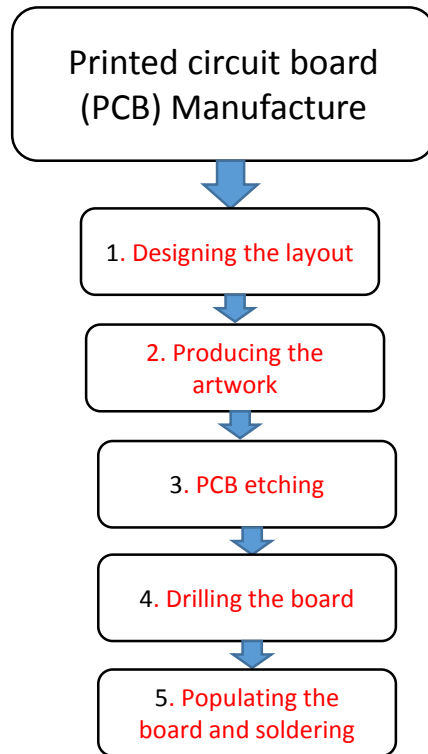 Printed circuit board
(PCB) Manufacture
1. Designing the layout
2. Producing the
artwork
3. PCB etching
4. Drilling the board
5. Populating the
board and soldering